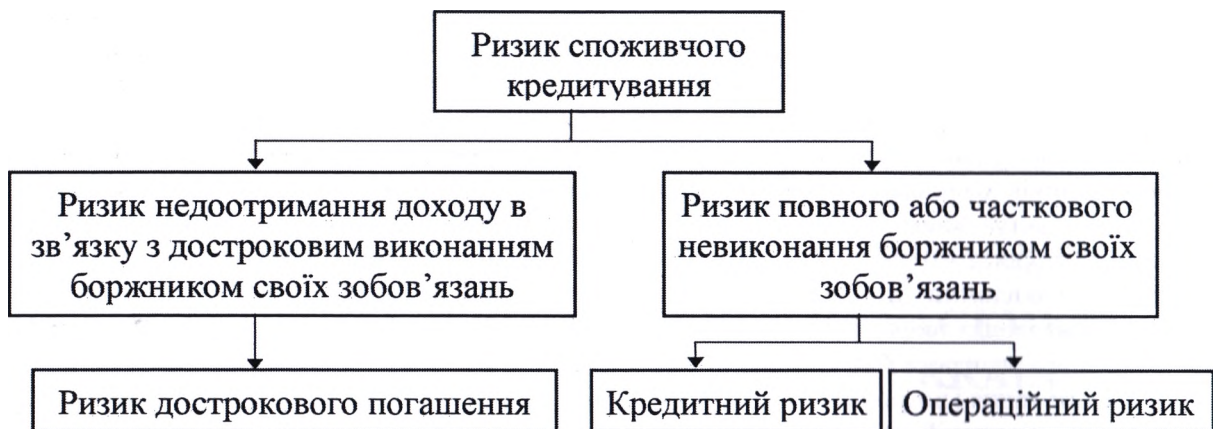 Ризик споживчого
кредитування
Ризик недоотримання доходу в
зв’язку з достроковим виконанням
боржником своїх зобов’язань
Ризик повного або часткового
невиконання боржником своїх
зобов’язань
Ризик дострокового погашення
Кредитний ризик
Операційний ризик